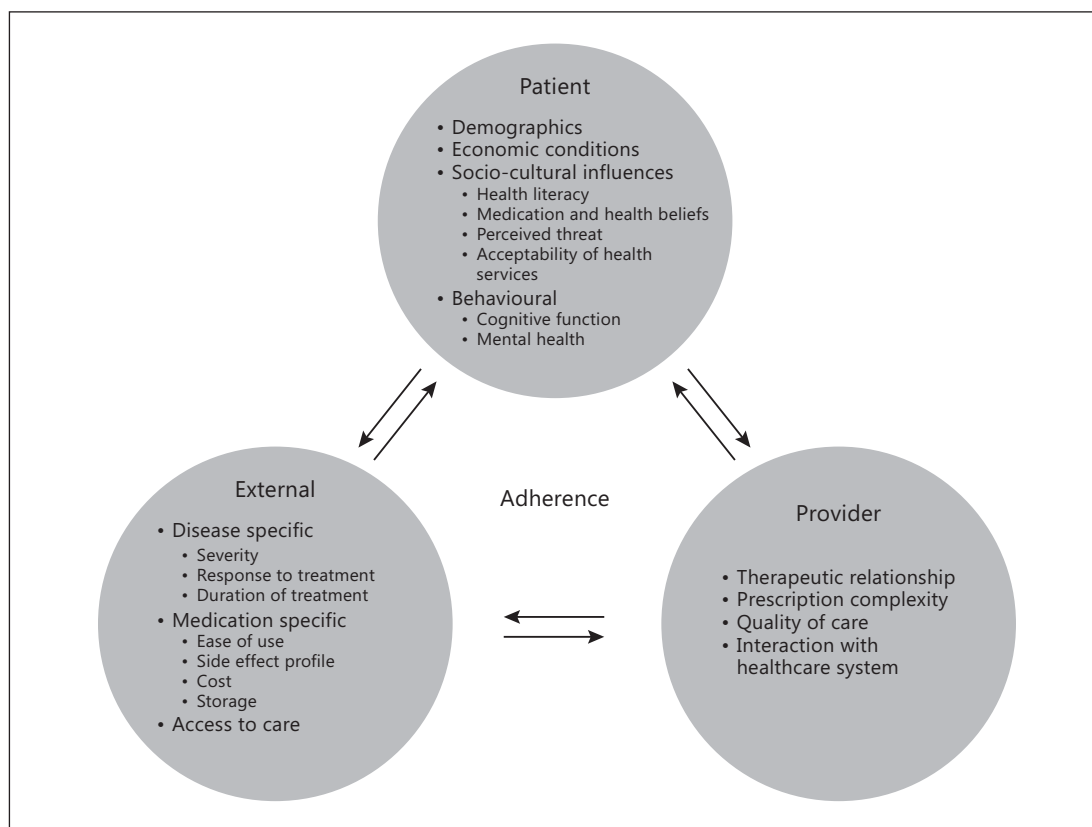 Patient
• Demographics
• Economic conditions
• Socio-cultural influences
• Health literacy
• Medication and health beliefs
• Perceived threat
• Acceptability of health
services
• Behavioural
• Cognitive function
• Mental health
Adherence
External
• Disease specific
• Severity
• Response to treatment
• Duration of treatment
• Medication specific
• Ease of use
• Side effect profile
• Cost
• Storage
• Access to care
Provider
• Therapeutic relationship
• Prescription complexity
• Quality of care
• Interaction with
healthcare system